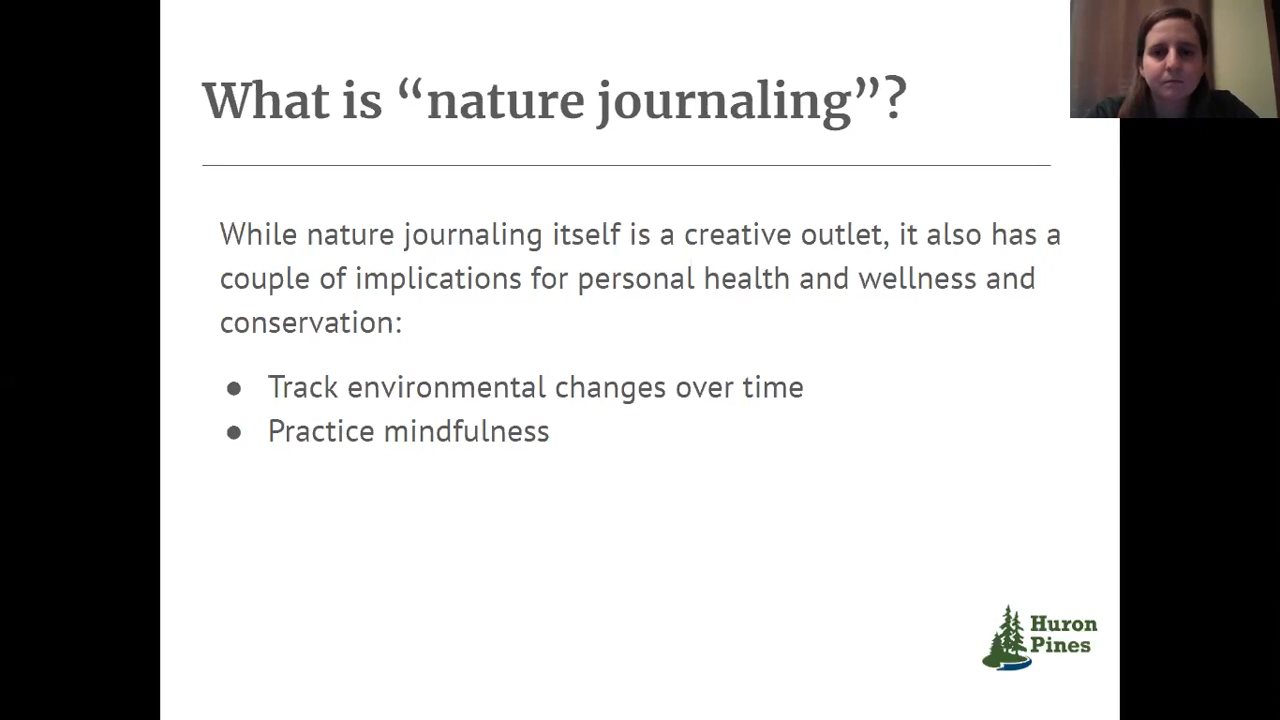 What is “nature journaling”?
While nature journaling itself is a creative outlet, it also has a
couple of implications for personal health and wellness and
conservation:
● Track environmental changes over time
● Practice mindfulness
Huron
Pines